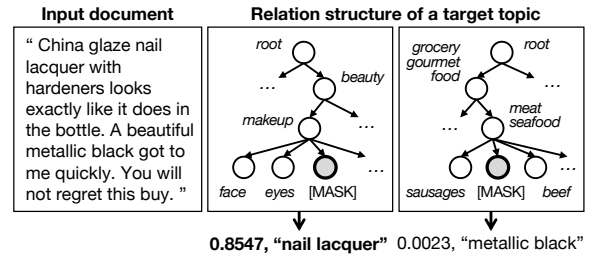 Input document
Relation structure of a target topic
“ China glaze nail
lacquer with
hardeners looks
exactly like it does in
the bottle. A beautiful
metallic black got to
me quickly. You will
not regret this buy. ”
root
...
beauty
makeup
...
...
face eyes [MASK]
0.8547, “nail lacquer”
grocery
gourmet
food
root
...
meat
seafood
...
...
sausages [MASK] beef
0.0023, “metallic black”